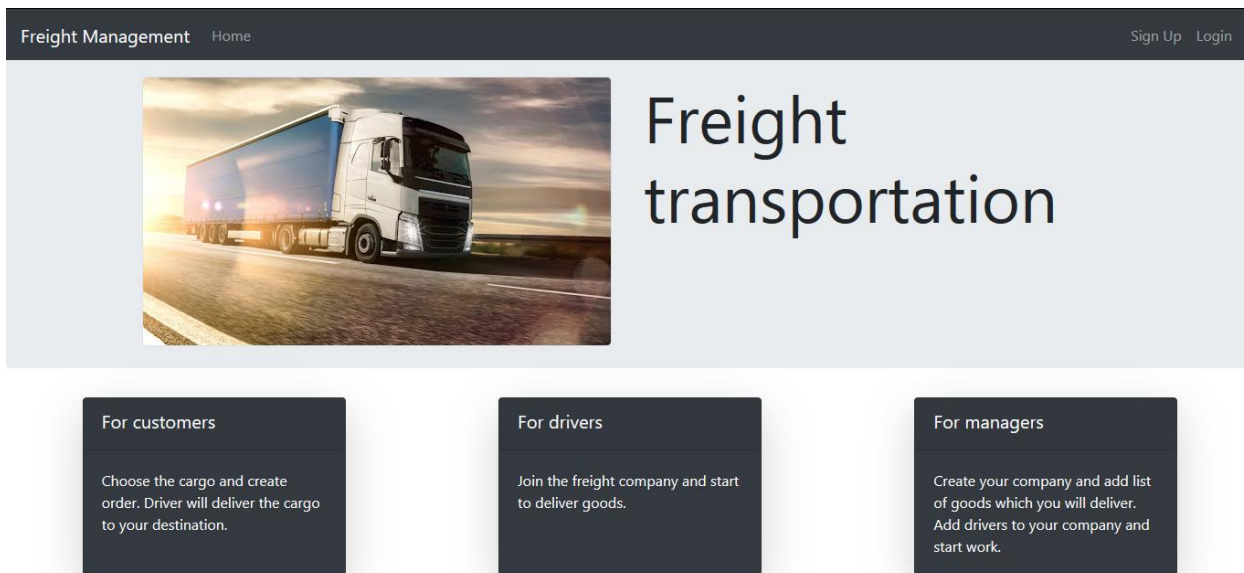 Freight Management Home Sign Up Login
Freight
transportation
For customers
Choose the cargo and create
order. Driver will deliver the cargo
to your destination.
For drivers
Join the freight company and start
to deliver goods.
For managers
Create your company and add list
of goods which you will deliver.
Add drivers to your company and
start work.